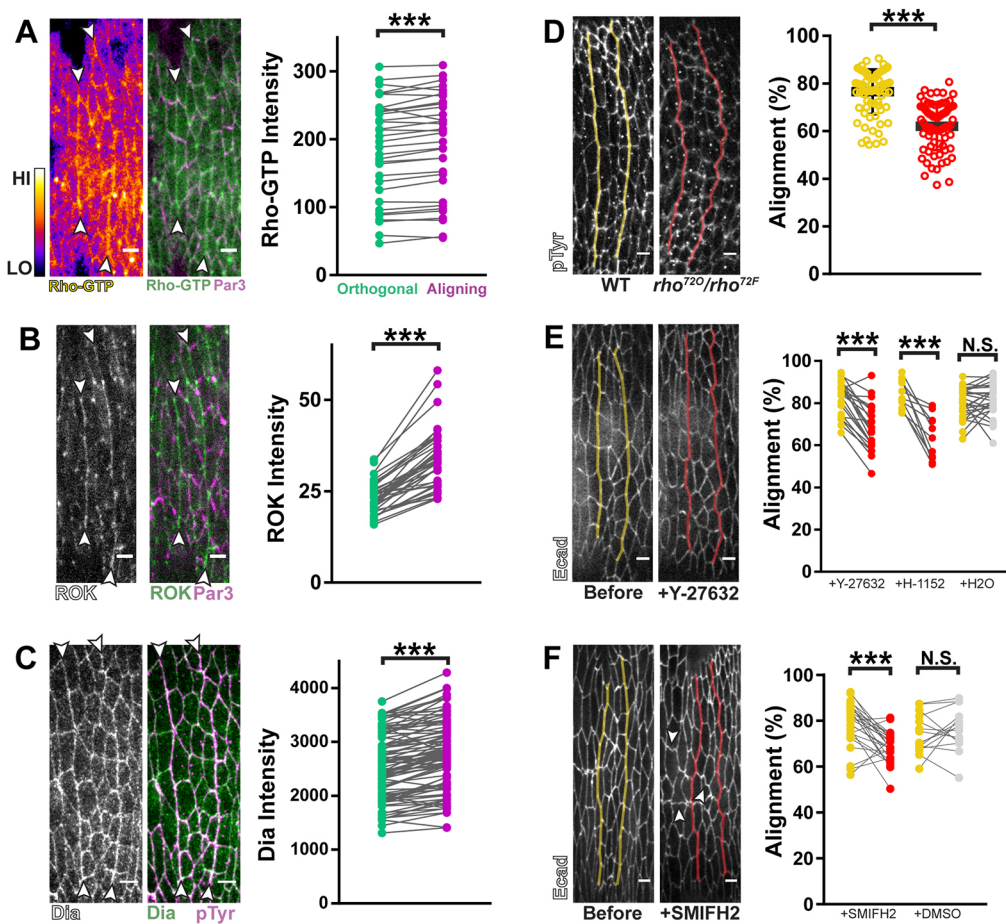 A
HI
LO
Rho-GTP
Rho-GTP Par3
Rho-GTP Intensity
300
200
100
0
***
Orthogonal Aligning
B
ROK
ROK Par3
ROK Intensity
50
25
0
***
C
Dia
Dia pTyr
Dia Intensity
4000
3000
2000
1000
0
***
D
pTyr
WT
rho72O/rho72F
Alignment (%)
100
80
60
40
20
0
***
E
Ecad
Before
+Y-27632
Alignment (%)
100
80
60
40
20
0
*** *** N.S.
+Y-27632 +H-1152 +H2O
F
Ecad
Before
+SMIFH2
Alignment (%)
100
80
60
40
20
0
*** N.S.
+SMIFH2 +DMSO